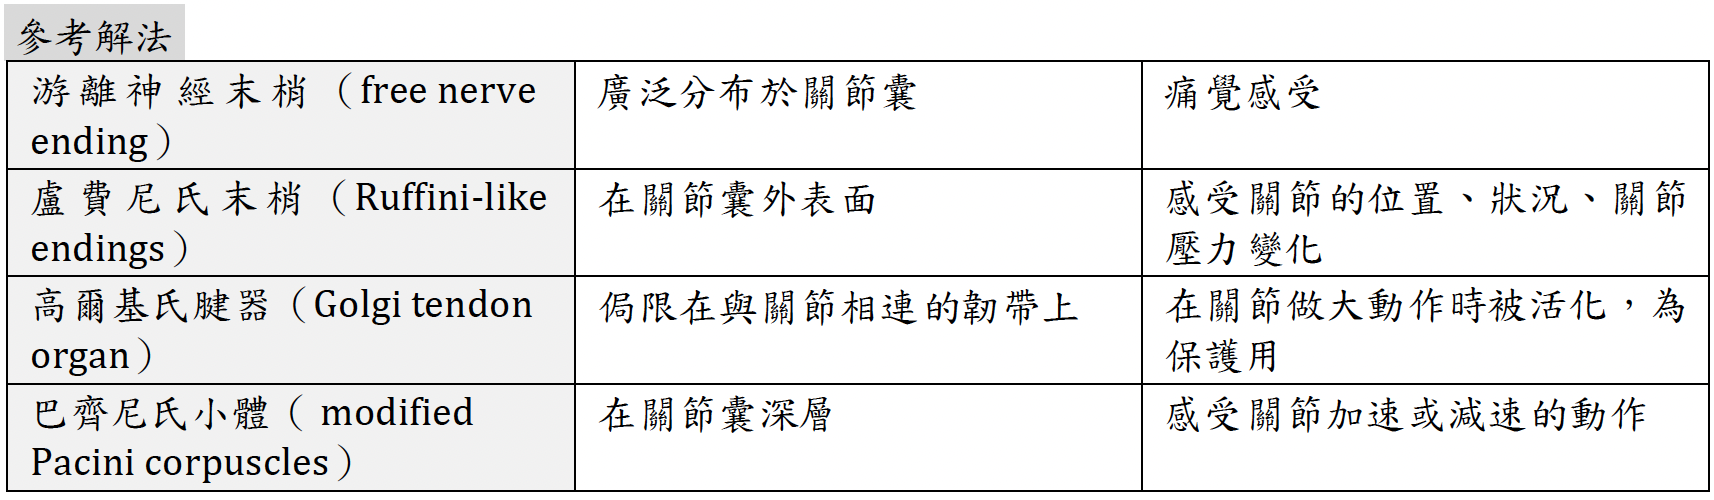 參考解法
游離神經末梢（free nerve
ending）
廣泛分布於關節囊
痛覺感受
盧費尼氏末梢（Ruffini-like
endings）
在關節囊外表面
感受關節的位置、狀況、關節
壓力變化
高爾基氏腱器（Golgi tendon
organ）
侷限在與關節相連的韌帶上
在關節做大動作時被活化，為
保護用
巴齊尼氏小體（ modified
Pacini corpuscles）
在關節囊深層
感受關節加速或減速的動作